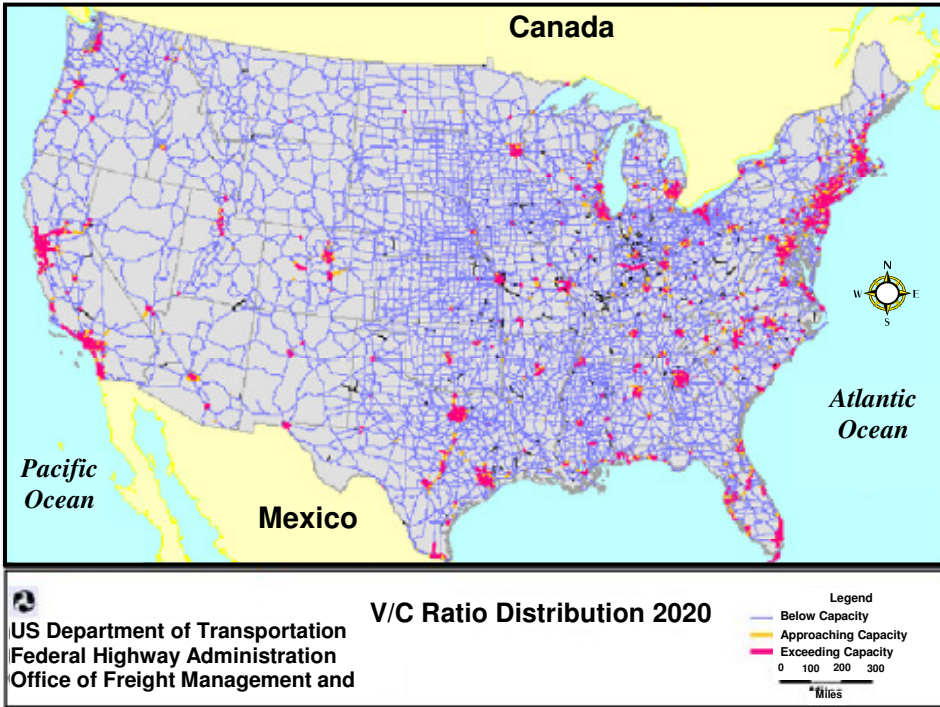 Canada
N
W E
S
Atlantic
Ocean
Pacific
Ocean
Mexico
US Department of Transportation
Federal Highway Administration
Office of Freight Management and
V/C Ratio Distribution 2020
Legend
Below Capacity
Approaching Capacity
Exceeding Capacity
0 100 200 300
Miles